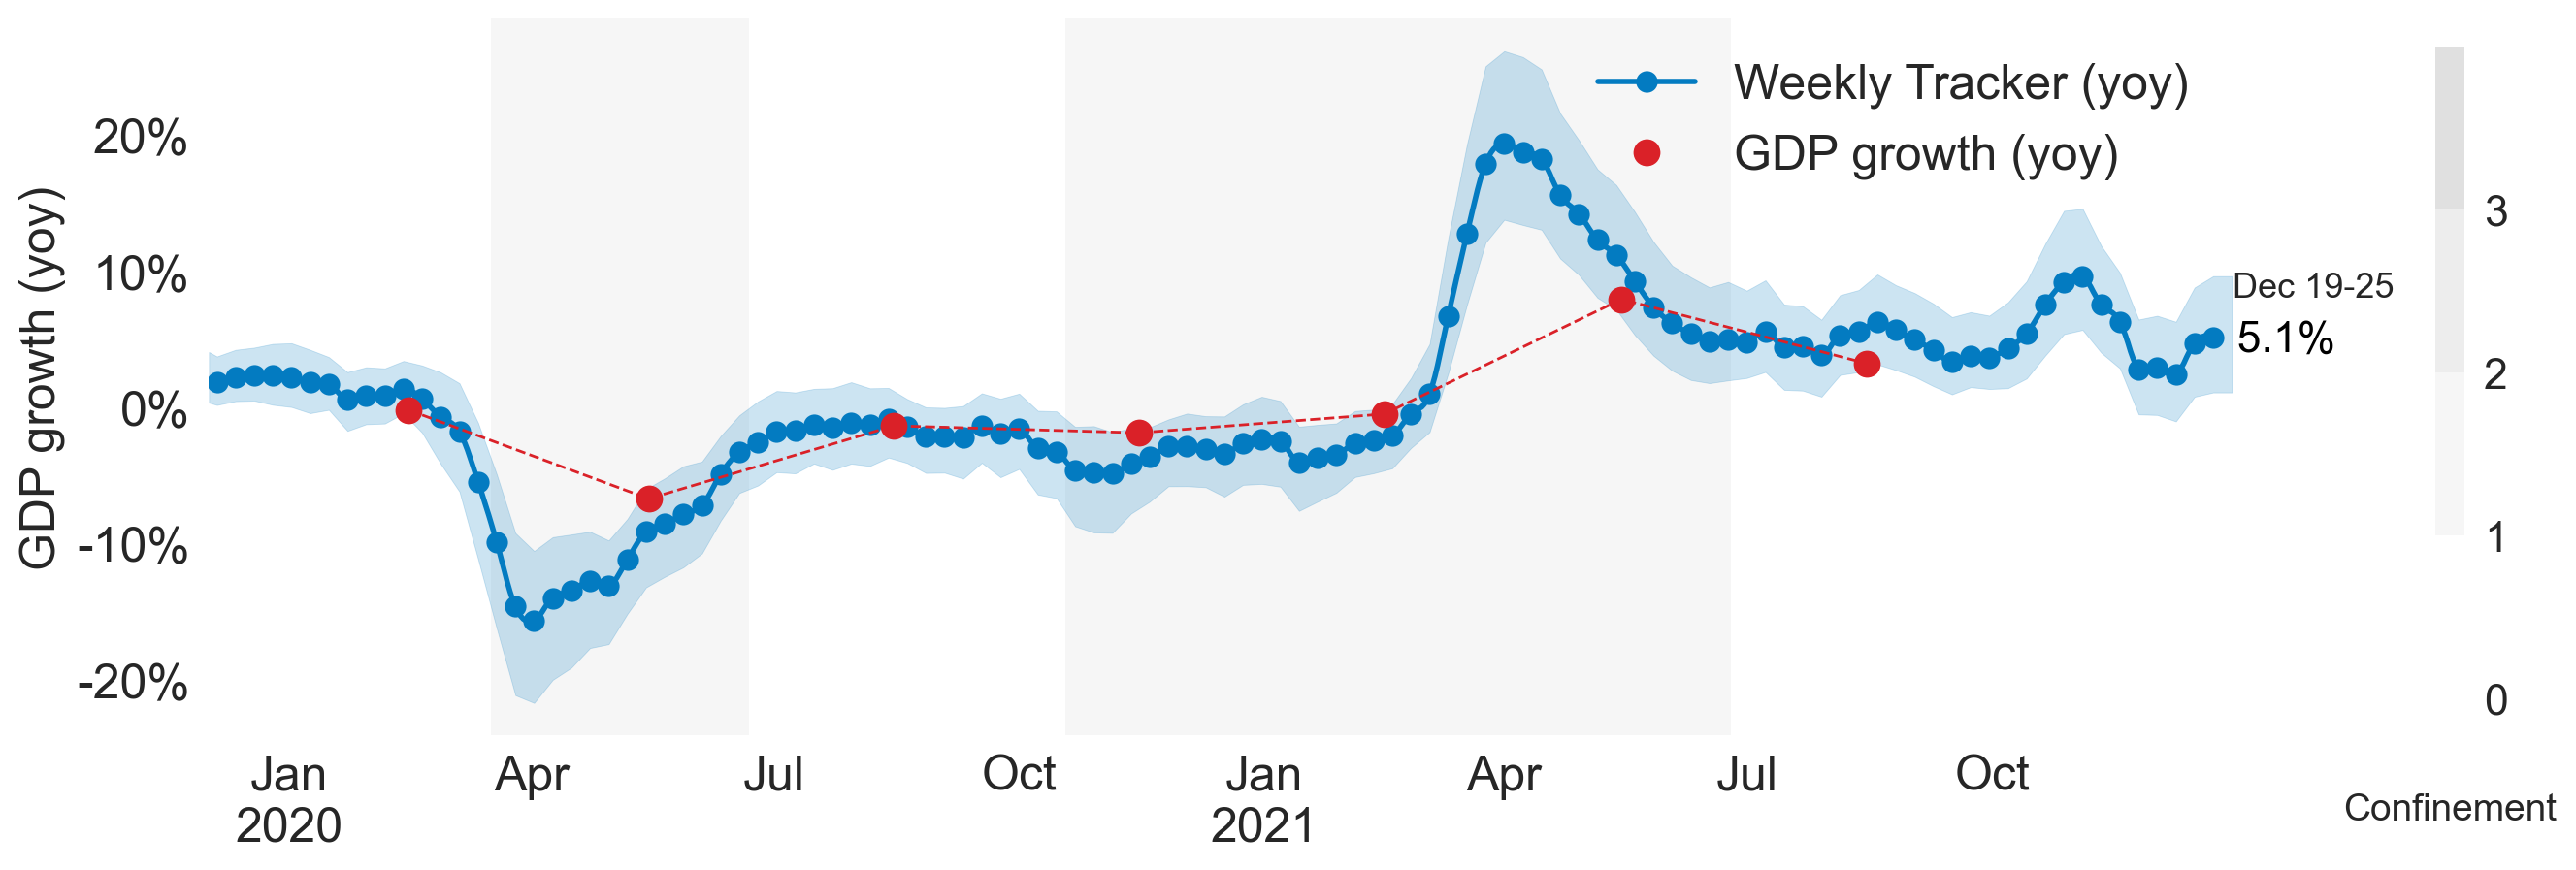 Weekly Tracker (yoy)
GDP growth (yoy)
GDP growth (yoy)
20%
10%
0%
-10%
-20%
Dec 19-25
5.1%
3
2
1
0
Jan Apr Jul Oct Jan Apr Jul Oct
2020 2021
Confinement